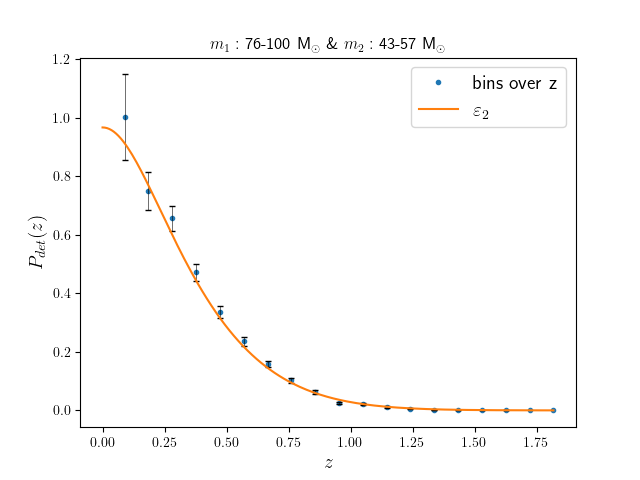 m₁ : 76-100 M☉ & m₂ : 43-57 M☉
1.2
1.0
0.8
0.6
0.4
0.2
0.0
P_det(z)
bins over z
ε₂
0.00 0.25 0.50 0.75 1.00 1.25 1.50 1.75
z